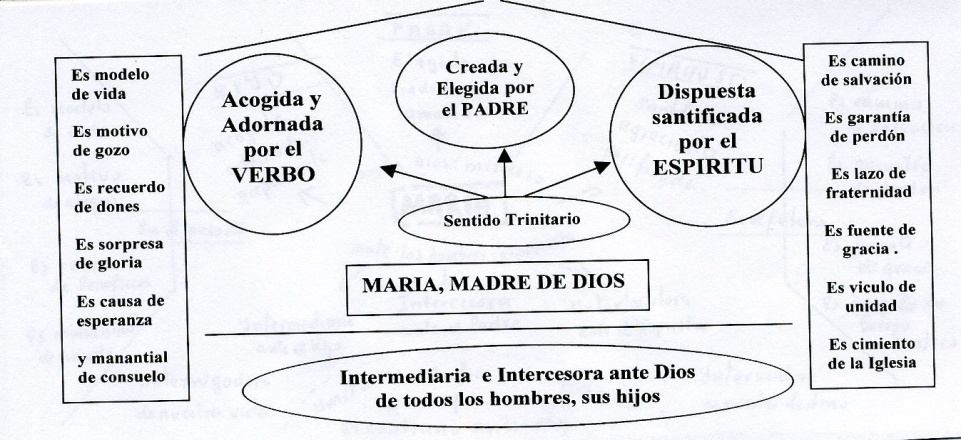 Es modelo
de vida
Es motivo
de gozo
Es recuerdo
de dones
Es sorpresa
de gloria
Es causa de
esperanza
y manantial
de consuelo
Acogida y
Adornada
por el
VERBO
Creada y
Elegida por
el PADRE
Dispuesta
santificada
por el
ESPIRITU
Sentido Trinitario
MARIA, MADRE DE DIOS
Intermediaria e Intercesora ante Dios
de todos los hombres, sus hijos
Es camino
de salvación
Es garantía
de perdón
Es lazo de
fraternidad
Es fuente de
gracia .
Es viculo de
unidad
Es cimiento
de la Iglesia